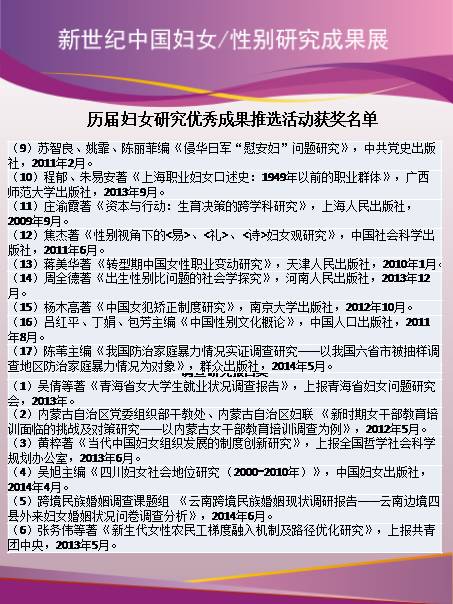 新世纪中国妇女/性别研究成果展
历届妇女研究优秀成果推选活动获奖名单
（9）苏智良、姚霏、陈丽菲编《侵华日军“慰安妇”问题研究》，中共党史出版
社，2011年2月。
（10）程郁、朱易安著《上海职业妇女口述史：1949年以前的职业群体》，广西
师范大学出版社，2013年9月。
（11）庄渝霞著《资本与行动：生育决策的跨学科研究》，上海人民出版社，
2009年9月。
（12）焦杰著《性别视角下的<易>、<礼>、<诗>妇女观研究》，中国社会科学出
版社，2011年6月。
（13）蒋美华著《转型期中国女性职业变动研究》，天津人民出版社，2010年1月。
（14）周全德著《出生性别比问题的社会学探究》，河南人民出版社，2013年12
月。
（15）杨木高著《中国女犯矫正制度研究》，南京大学出版社，2012年10月。
（16）吕红平、丁娟、包芳主编《中国性别文化概论》，中国人口出版社，2011
年8月。
（17）陈苇主编《我国防治家庭暴力情况实证调查研究——以我国六省市被抽样调
查地区防治家庭暴力情况为对象》，群众出版社，2014年5月。
（1）吴倩等著《青海省女大学生就业状况调查报告》，上报青海省妇女问题研究
会，2013年。
（2）内蒙古自治区党委组织部干教处、内蒙古自治区妇联 《新时期女干部教育培
训面临的挑战及对策研究——以内蒙古女干部教育培训调查为例》，2012年5月。
（3）黄粹著《当代中国妇女组织发展的制度创新研究》，上报全国哲学社会科学
规划办公室，2013年6月。
（4）吴旭主编《四川妇女社会地位研究（2000-2010年）》，中国妇女出版社，
2014年4月。
（5）跨境民族婚姻调查课题组 《云南跨境民族婚姻现状调研报告——云南边境四
县外来妇女婚姻状况问卷调查分析》，2014年6月。
（6）张务伟等著《新生代女性农民工梯度融入机制及路径优化研究》，上报共青
团中央，2013年5月。